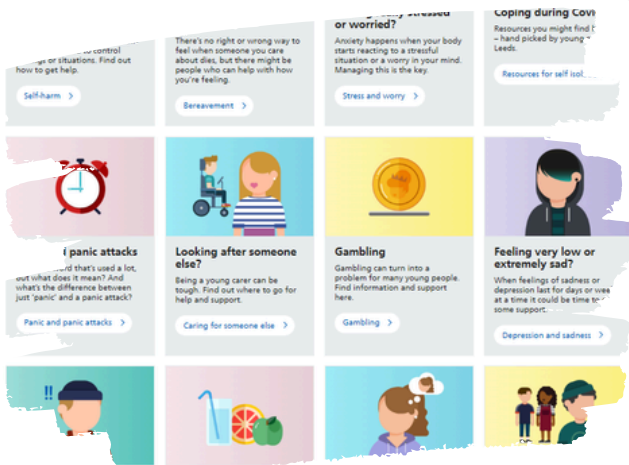 or worried?
Coping during
There's no right or wrong way to
feel when someone you care
about dies, but there might be
people who can help with how
you're feeling.
Bereavement
Anxiety happens when your body
starts reacting to a stressful
situation or a worry in your mind.
Managing this is the key.
Stress and worry
Resources you might find
– hand picked by young
Leeds.
Resources for self
to control
or situations. Find out
how to get help.
Self-harm
panic attacks
that's used a lot,
but what does it mean? And
what's the difference between
just 'panic' and a panic attack?
Panic and panic attacks
Looking after someone
else?
Being a young carer can be
tough. Find out where to go for
help and support.
Caring for someone else
Gambling
Gambling can turn into a
problem for many young people.
Find information and support
here.
Gambling
Feeling very low or
extremely sad?
When feelings of sadness or
depression last for days or
at a time it could be time to
some support.
Depression and sadness
!!